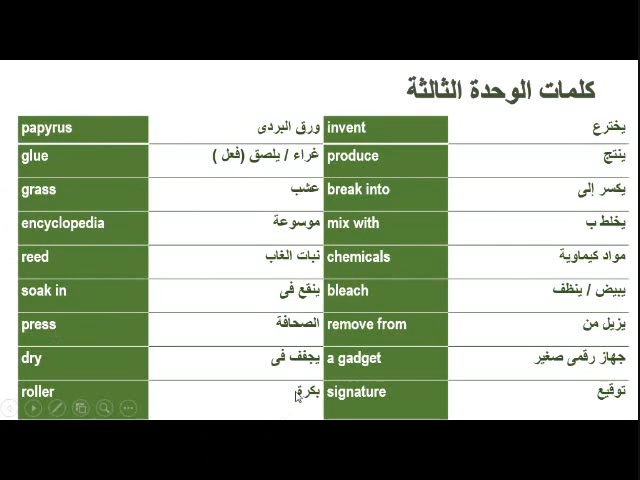 كلمات الوحدة الثالثة
papyrus ورق البردى invent يخترع
glue غراء / يلصق (فعل ) produce ينتج
grass عشب break into يكسر إلى
encyclopedia موسوعة mix with يخلط ب
reed نبات الغاب chemicals مواد كيماوية
soak in ينقع فى bleach يبيض / ينظف
press الصحافة remove from يزيل من
dry يجفف فى a gadget جهاز رقمى صغير
roller بكرة signature توقيع